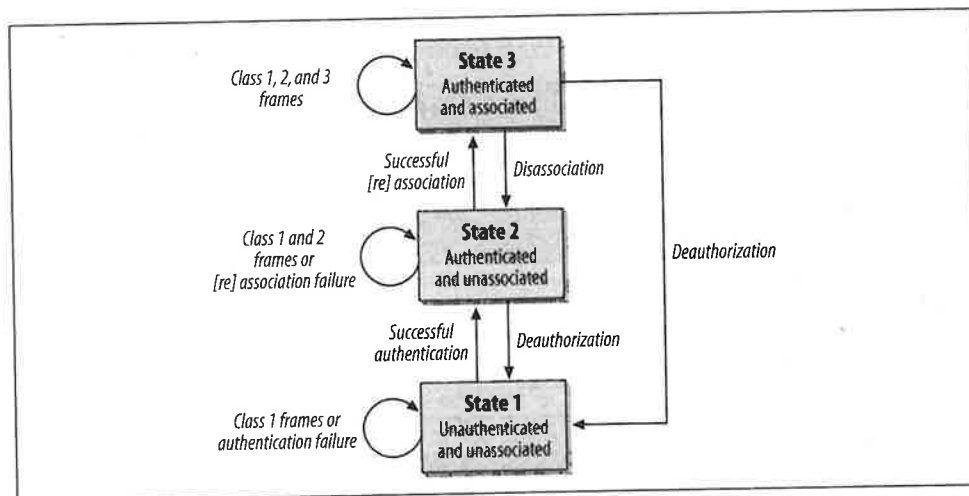 State 3
Authenticated
and associated
Class 1, 2, and 3
frames
Successful
[re] association
Disassociation
State 2
Authenticated
and unassociated
Class 1 and 2
frames or
[re] association failure
Deauthorization
Successful
authentication
Deauthorization
State 1
Unauthenticated
and unassociated
Class 1 frames or
authentication failure